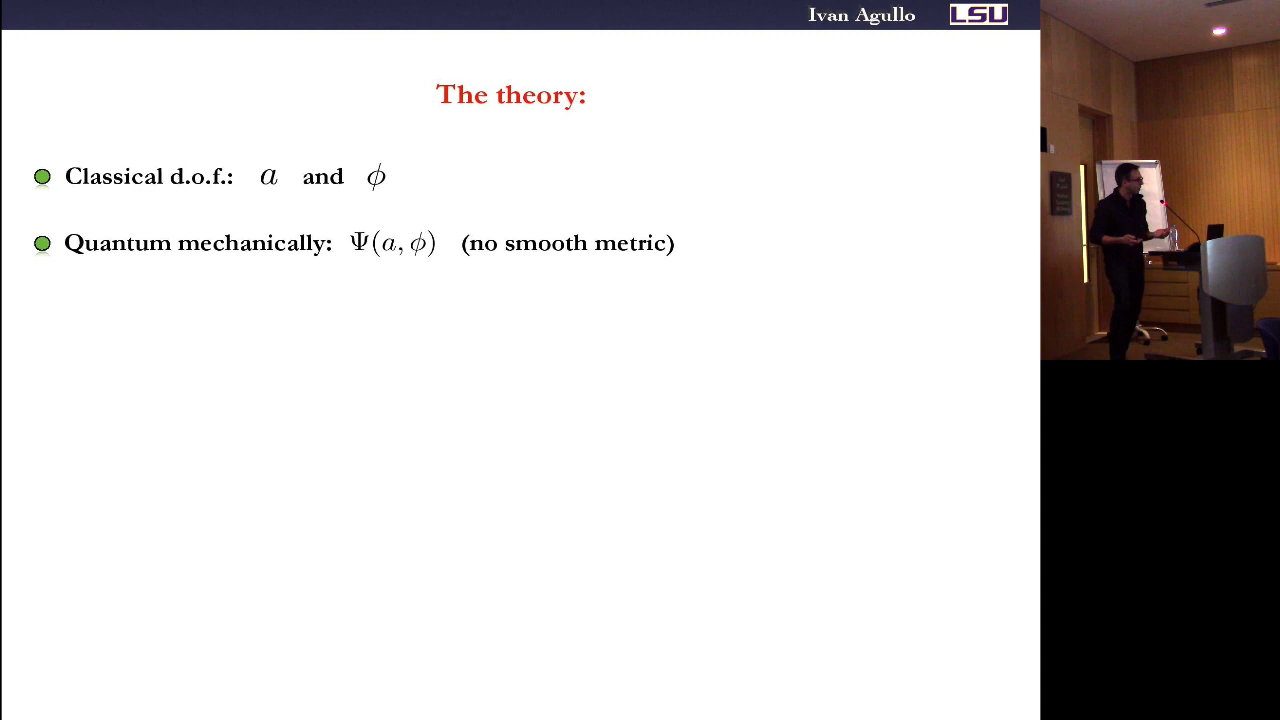 Ivan Agullo LSU
The theory:
Classical d.o.f.: a and ϕ
Quantum mechanically: Ψ(a, ϕ) (no smooth metric)